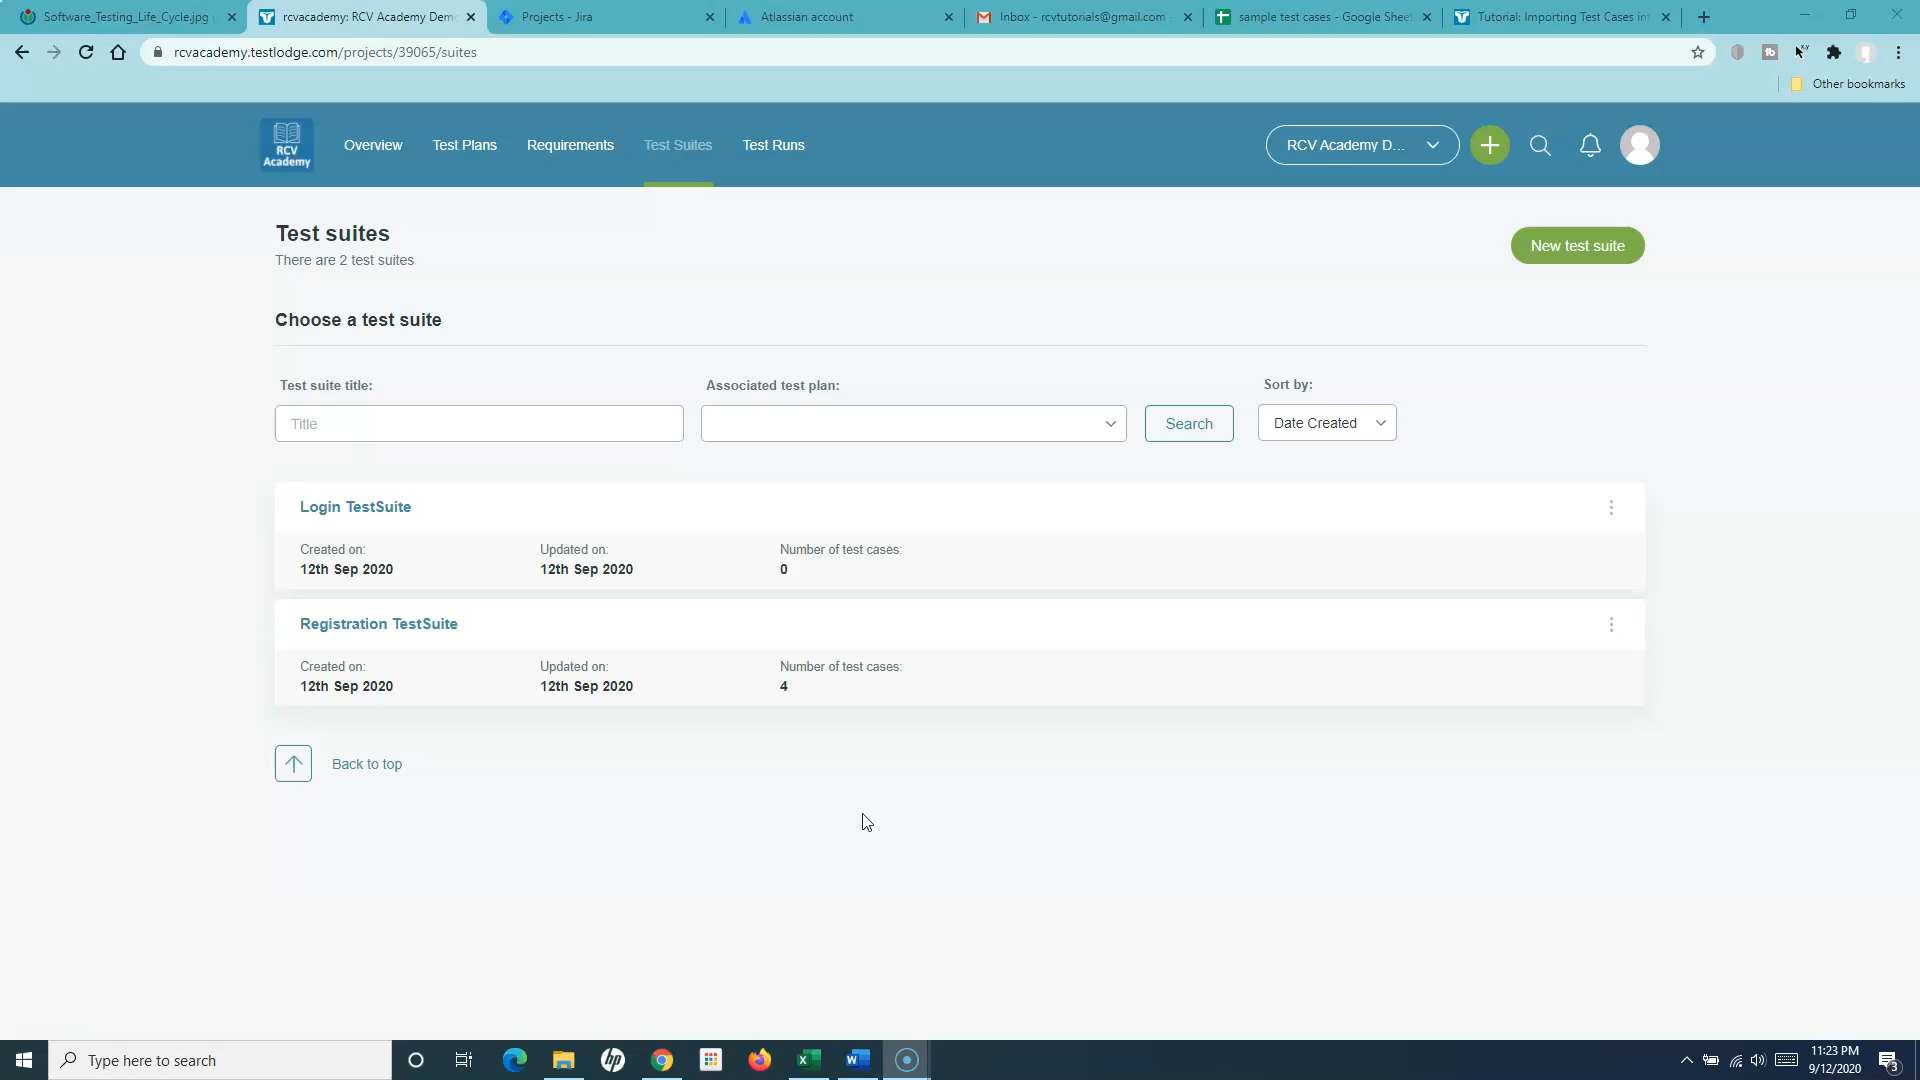 Software_Testing_Life_Cycle.jpg
rcvacademy: RCV Academy Demo
Projects - Jira
Atlassian account
Inbox - rcvtutorials@gmail.com
sample test cases - Google Sheet
Tutorial: Importing Test Cases int
rcvacademy.testlodge.com/projects/39065/suites
Other bookmarks
RCV Academy
Overview
Test Plans
Requirements
Test Suites
Test Runs
RCV Academy D...
Test suites
There are 2 test suites
New test suite
Choose a test suite
Test suite title:
Associated test plan:
Sort by:
Title
Search
Date Created
Login TestSuite
Created on:
Updated on:
Number of test cases:
12th Sep 2020
12th Sep 2020
0
Registration TestSuite
Created on:
Updated on:
Number of test cases:
12th Sep 2020
12th Sep 2020
4
Back to top
Type here to search
11:23 PM
9/12/2020
3